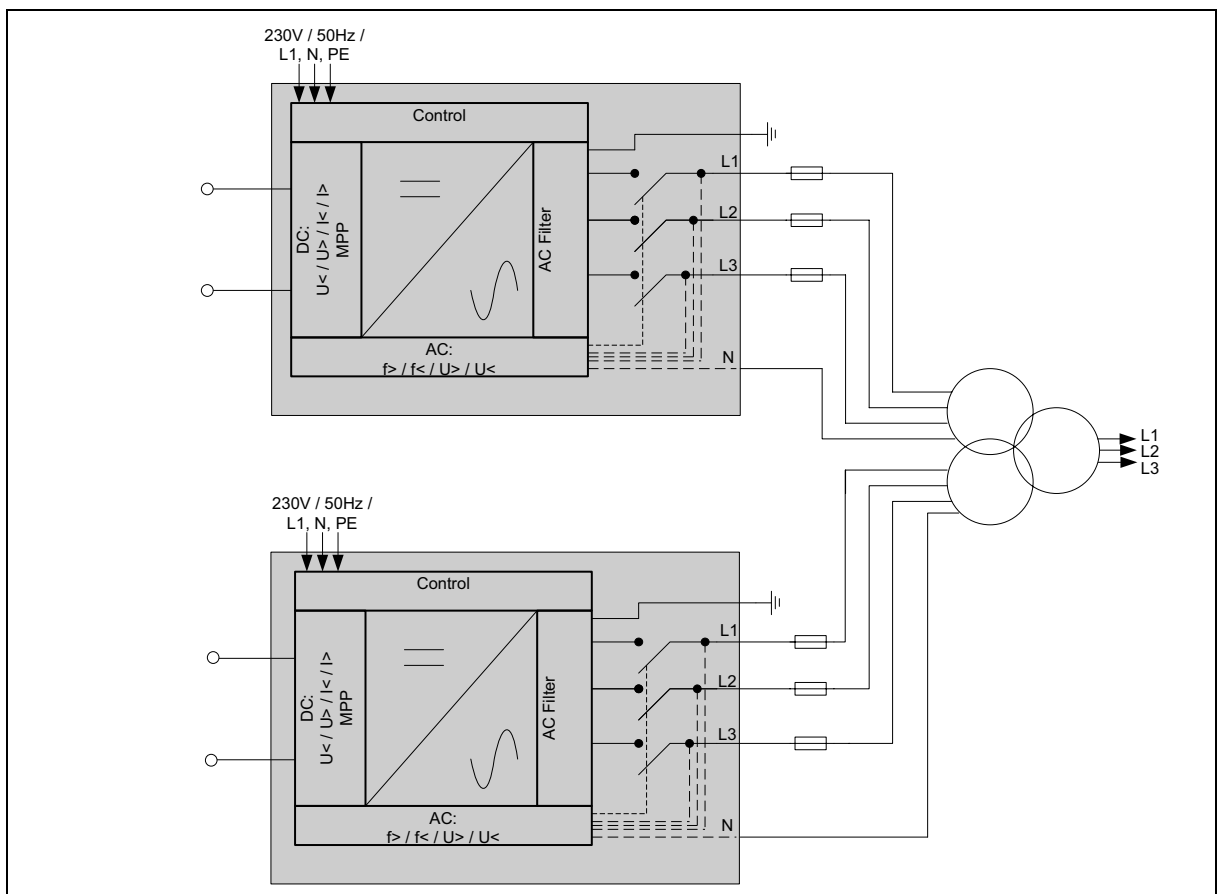 230V / 50Hz /
L1, N, PE
Control
DC:
U< / U> / I< / I>
MPP
AC Filter
L1
L2
L3
AC:
f> / f< / U> / U<
N
L1
L2
L3
230V / 50Hz /
L1, N, PE
Control
DC:
U< / U> / I< / I>
MPP
AC Filter
L1
L2
L3
AC:
f> / f< / U> / U<
N